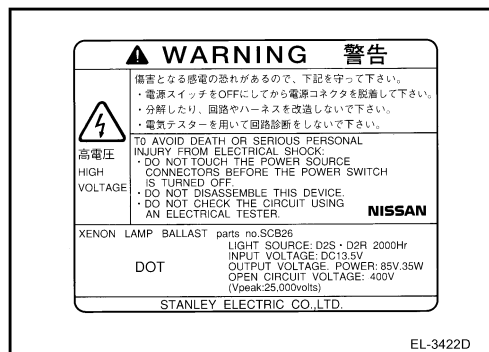 WARNING 警告
傷害となる感電の恐れがあるので、下記を守って下さい。
・電源スイッチをOFFにしてから電源コネクタを脱着して下さい。
・分解したり、回路やハーネスを改造しないで下さい。
・電気テスターを用いて回路診断をしないで下さい。
高電圧
HIGH
VOLTAGE
TO AVOID DEATH OR SERIOUS PERSONAL
INJURY FROM ELECTRICAL SHOCK:
・DO NOT TOUCH THE POWER SOURCE
CONNECTORS BEFORE THE POWER SWITCH
IS TURNED OFF.
・DO NOT DISASSEMBLE THIS DEVICE.
・DO NOT CHECK THE CIRCUIT USING
AN ELECTRICAL TESTER.
NISSAN
XENON LAMP BALLAST parts no.SCB26
DOT
LIGHT SOURCE: D2S・D2R 2000Hr
INPUT VOLTAGE: DC13.5V
OUTPUT VOLTAGE. POWER: 85V.35W
OPEN CIRCUIT VOLTAGE: 400V
(Vpeak:25,000volts)
STANLEY ELECTRIC CO.,LTD.
EL-3422D